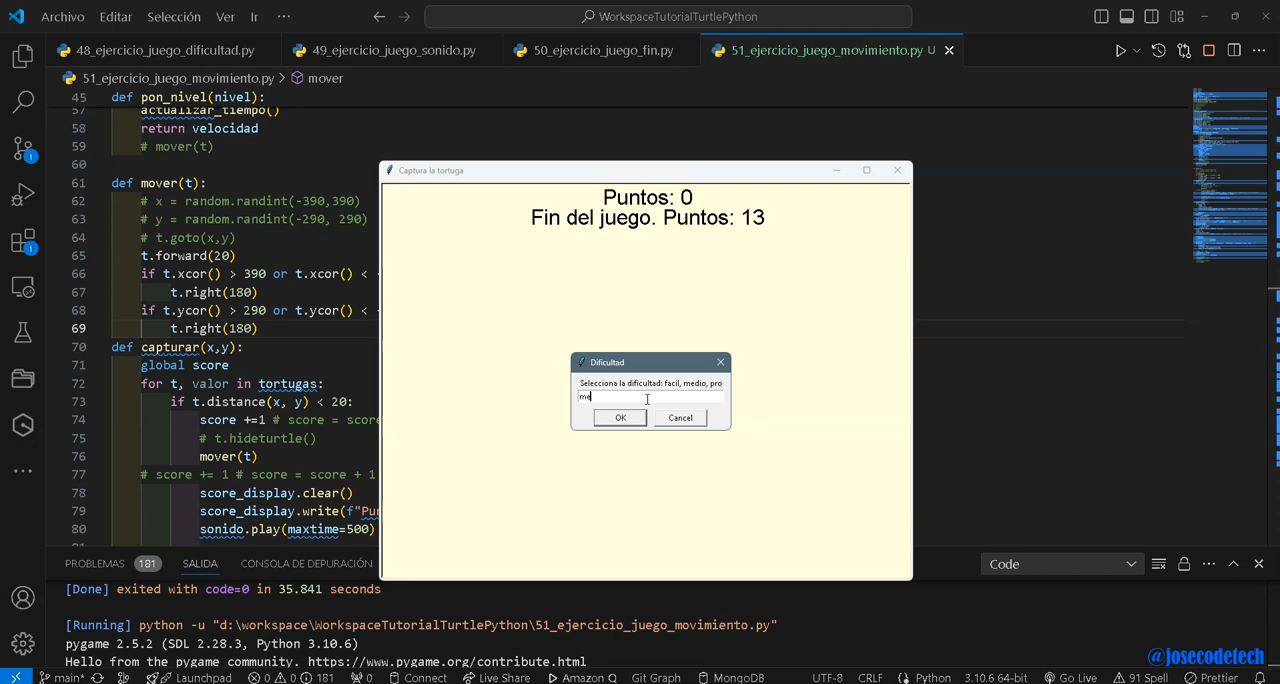 Archivo Editar Selección Ver Ir ··· WorkspaceTutorialTurtlePython
48_ejercicio_juego_dificultad.py 49_ejercicio_juego_sonido.py 50_ejercicio_juego_fin.py 51_ejercicio_juego_movimiento.py U
51_ejercicio_juego_movimiento.py > mover
45 def pon_nivel(nivel):
57 actualizar_tiempo()
58 return velocidad
59 # mover(t)
60
61 def mover(t):
62 # x = random.randint(-390,390)
63 # y = random.randint(-290, 290)
64 # t.goto(x,y)
65 t.forward(20)
66 if t.xcor() > 390 or t.xcor() <
67 t.right(180)
68 if t.ycor() > 290 or t.ycor() <
69 t.right(180)
70 def capturar(x,y):
71 global score
72 for t, valor in tortugas:
73 if t.distance(x, y) < 20:
74 score +=1 # score = score
75 # t.hideturtle()
76 mover(t)
77 # score += 1 # score = score + 1
78 score_display.clear()
79 score_display.write(f"Pun
80 sonido.play(maxtime=500)
Captura la tortuga
Puntos: 0
Fin del juego. Puntos: 13
Dificultad
Selecciona la dificultad: facil, medio, pro
me
OK Cancel
PROBLEMAS 181 SALIDA CONSOLA DE DEPURACIÓN Code
[Done] exited with code=0 in 35.841 seconds
[Running] python -u "d:\workspace\WorkspaceTutorialTurtlePython\51_ejercicio_juego_movimiento.py"
pygame 2.5.2 (SDL 2.28.3, Python 3.10.6)
Hello from the pygame community. https://www.pygame.org/contribute.html
@josecodetech
main* Launchpad 0 0 181 0 Connect Live Share Amazon Q Git Graph MongoDB UTF-8 CRLF Python 3.10.6 64-bit Go Live 91 Spell Prettier